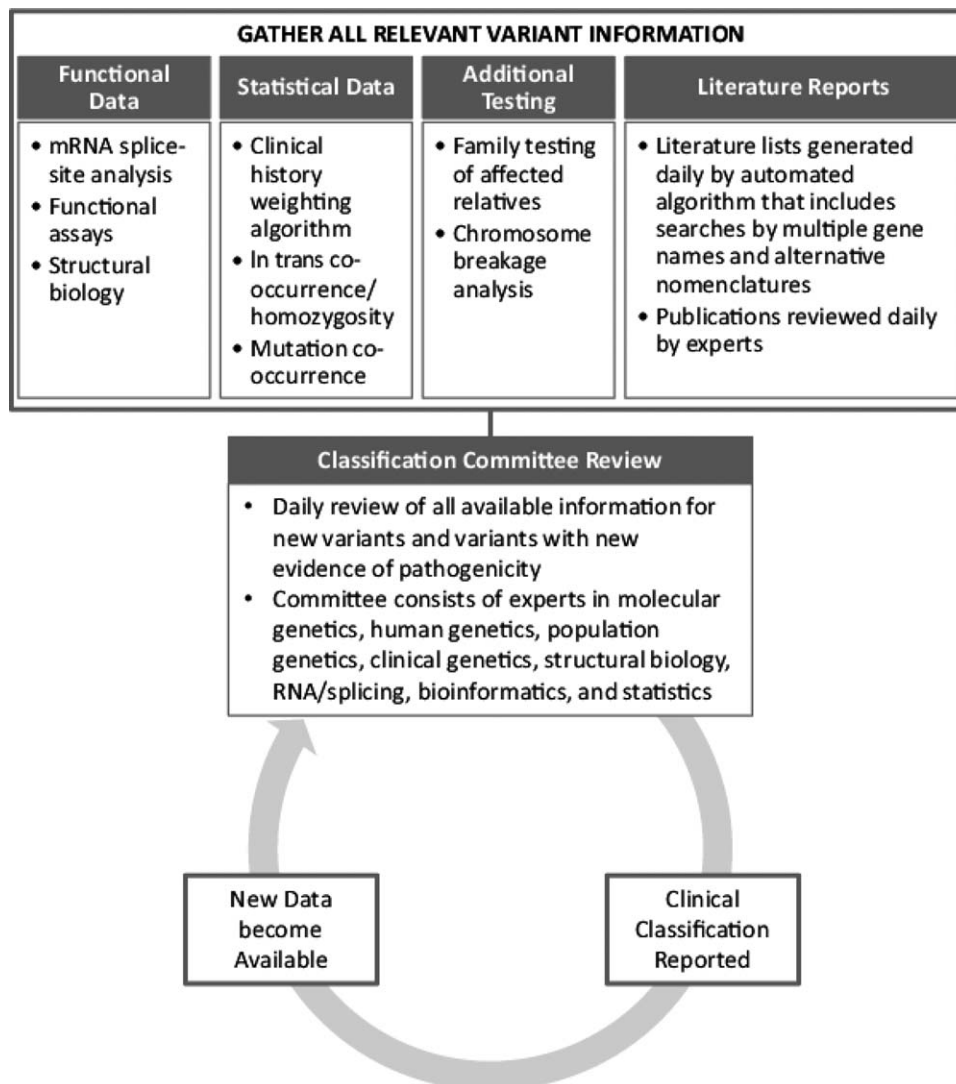 GATHER ALL RELEVANT VARIANT INFORMATION
Functional
Data
• mRNA splice-
site analysis
• Functional
assays
• Structural
biology
Statistical Data
• Clinical
history
weighting
algorithm
• In trans co-
occurrence/
homozygosity
• Mutation co-
occurrence
Additional
Testing
• Family testing
of affected
relatives
• Chromosome
breakage
analysis
Literature Reports
• Literature lists generated
daily by automated
algorithm that includes
searches by multiple gene
names and alternative
nomenclatures
• Publications reviewed daily
by experts
Classification Committee Review
• Daily review of all available information for
new variants and variants with new
evidence of pathogenicity
• Committee consists of experts in molecular
genetics, human genetics, population
genetics, clinical genetics, structural biology,
RNA/splicing, bioinformatics, and statistics
New Data
become
Available
Clinical
Classification
Reported